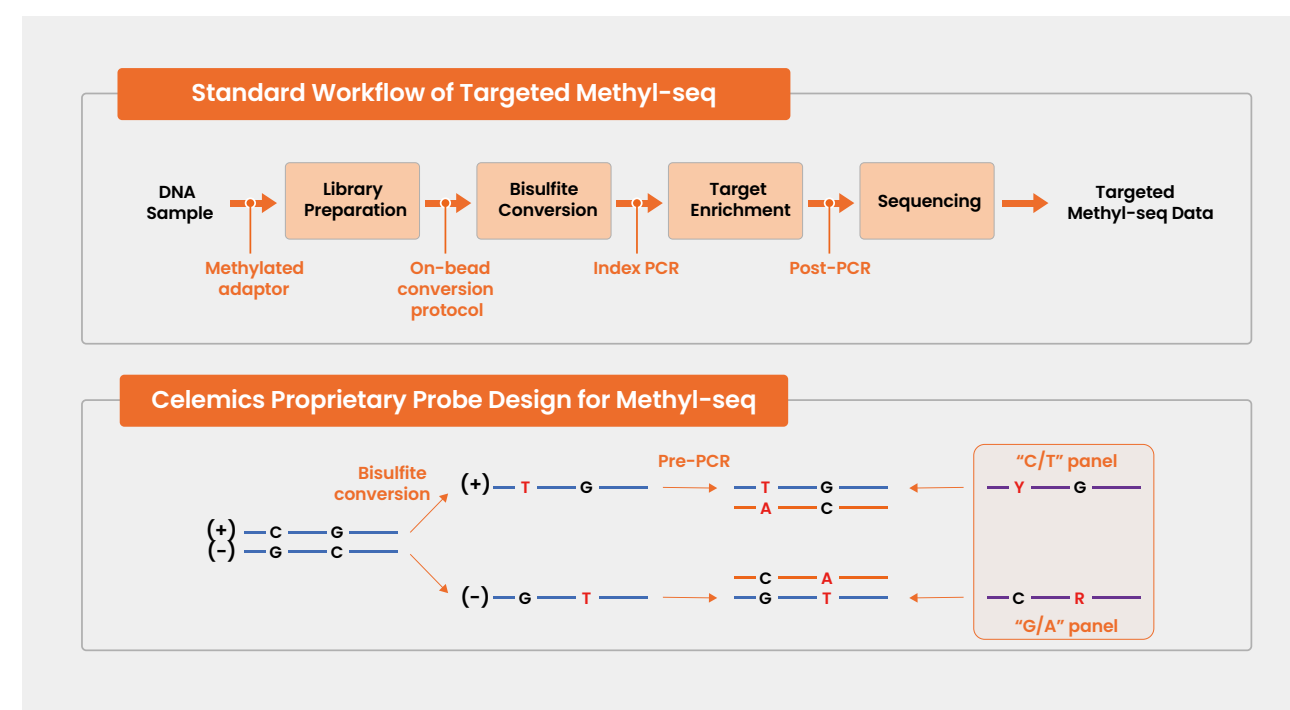 Standard Workflow of Targeted Methyl-seq
DNA
Sample
Library
Preparation
Bisulfite
Conversion
Target
Enrichment
Sequencing
Targeted
Methyl-seq Data
Methylated
adaptor
On-bead
conversion
protocol
Index PCR
Post-PCR
Celemics Proprietary Probe Design for Methyl-seq
Bisulfite
conversion
Pre-PCR
“C/T” panel
(+) T G
T G
Y G
A C
(+) C G
(-) G C
C A
(-) G T
G T
C R
“G/A” panel